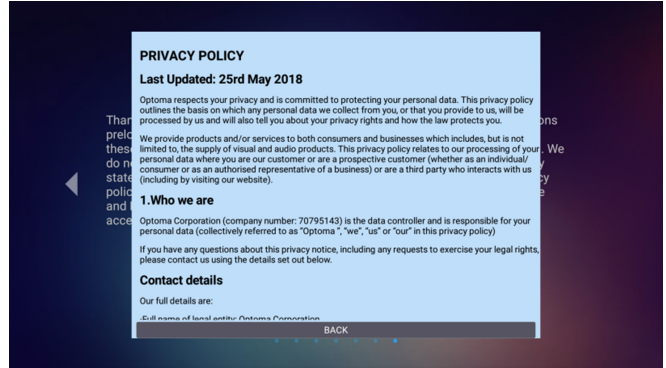 PRIVACY POLICY
Last Updated: 25rd May 2018
Optoma respects your privacy and is committed to protecting your personal data. This privacy policy
outlines the basis on which any personal data we collect from you, or that you provide to us, will be
processed by us and will also tell you about your privacy rights and how the law protects you.
We provide products and/or services to both consumers and businesses which includes, but is not
limited to, the supply of visual and audio products. This privacy policy relates to our processing of your
personal data where you are our customer or are a prospective customer (whether as an individual/
consumer or as an authorised representative of a business) or are a third party who interacts with us
(including by visiting our website).
1.Who we are
Optoma Corporation (company number: 70795143) is the data controller and is responsible for your
personal data (collectively referred to as “Optoma ”, “we”, “us” or “our” in this privacy policy)
If you have any questions about this privacy notice, including any requests to exercise your legal rights,
please contact us using the details set out below.
Contact details
Our full details are:
-Full name of legal entity: Optoma Corporation
BACK